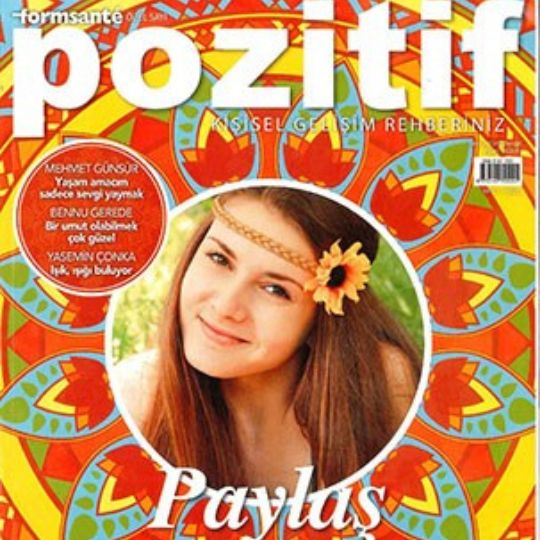 formsanté
pozitif
KİŞİSEL GELİŞİM REHBERİNİZ
MEHMET GÜNSÜR
Yaşam amacım
sadece sevgi yaymak
BENNU GEREDE
Bir umut olabilmek
çok güzel
YASEMİN ÇONKA
Işık, ışığı buluyor
Paylaş